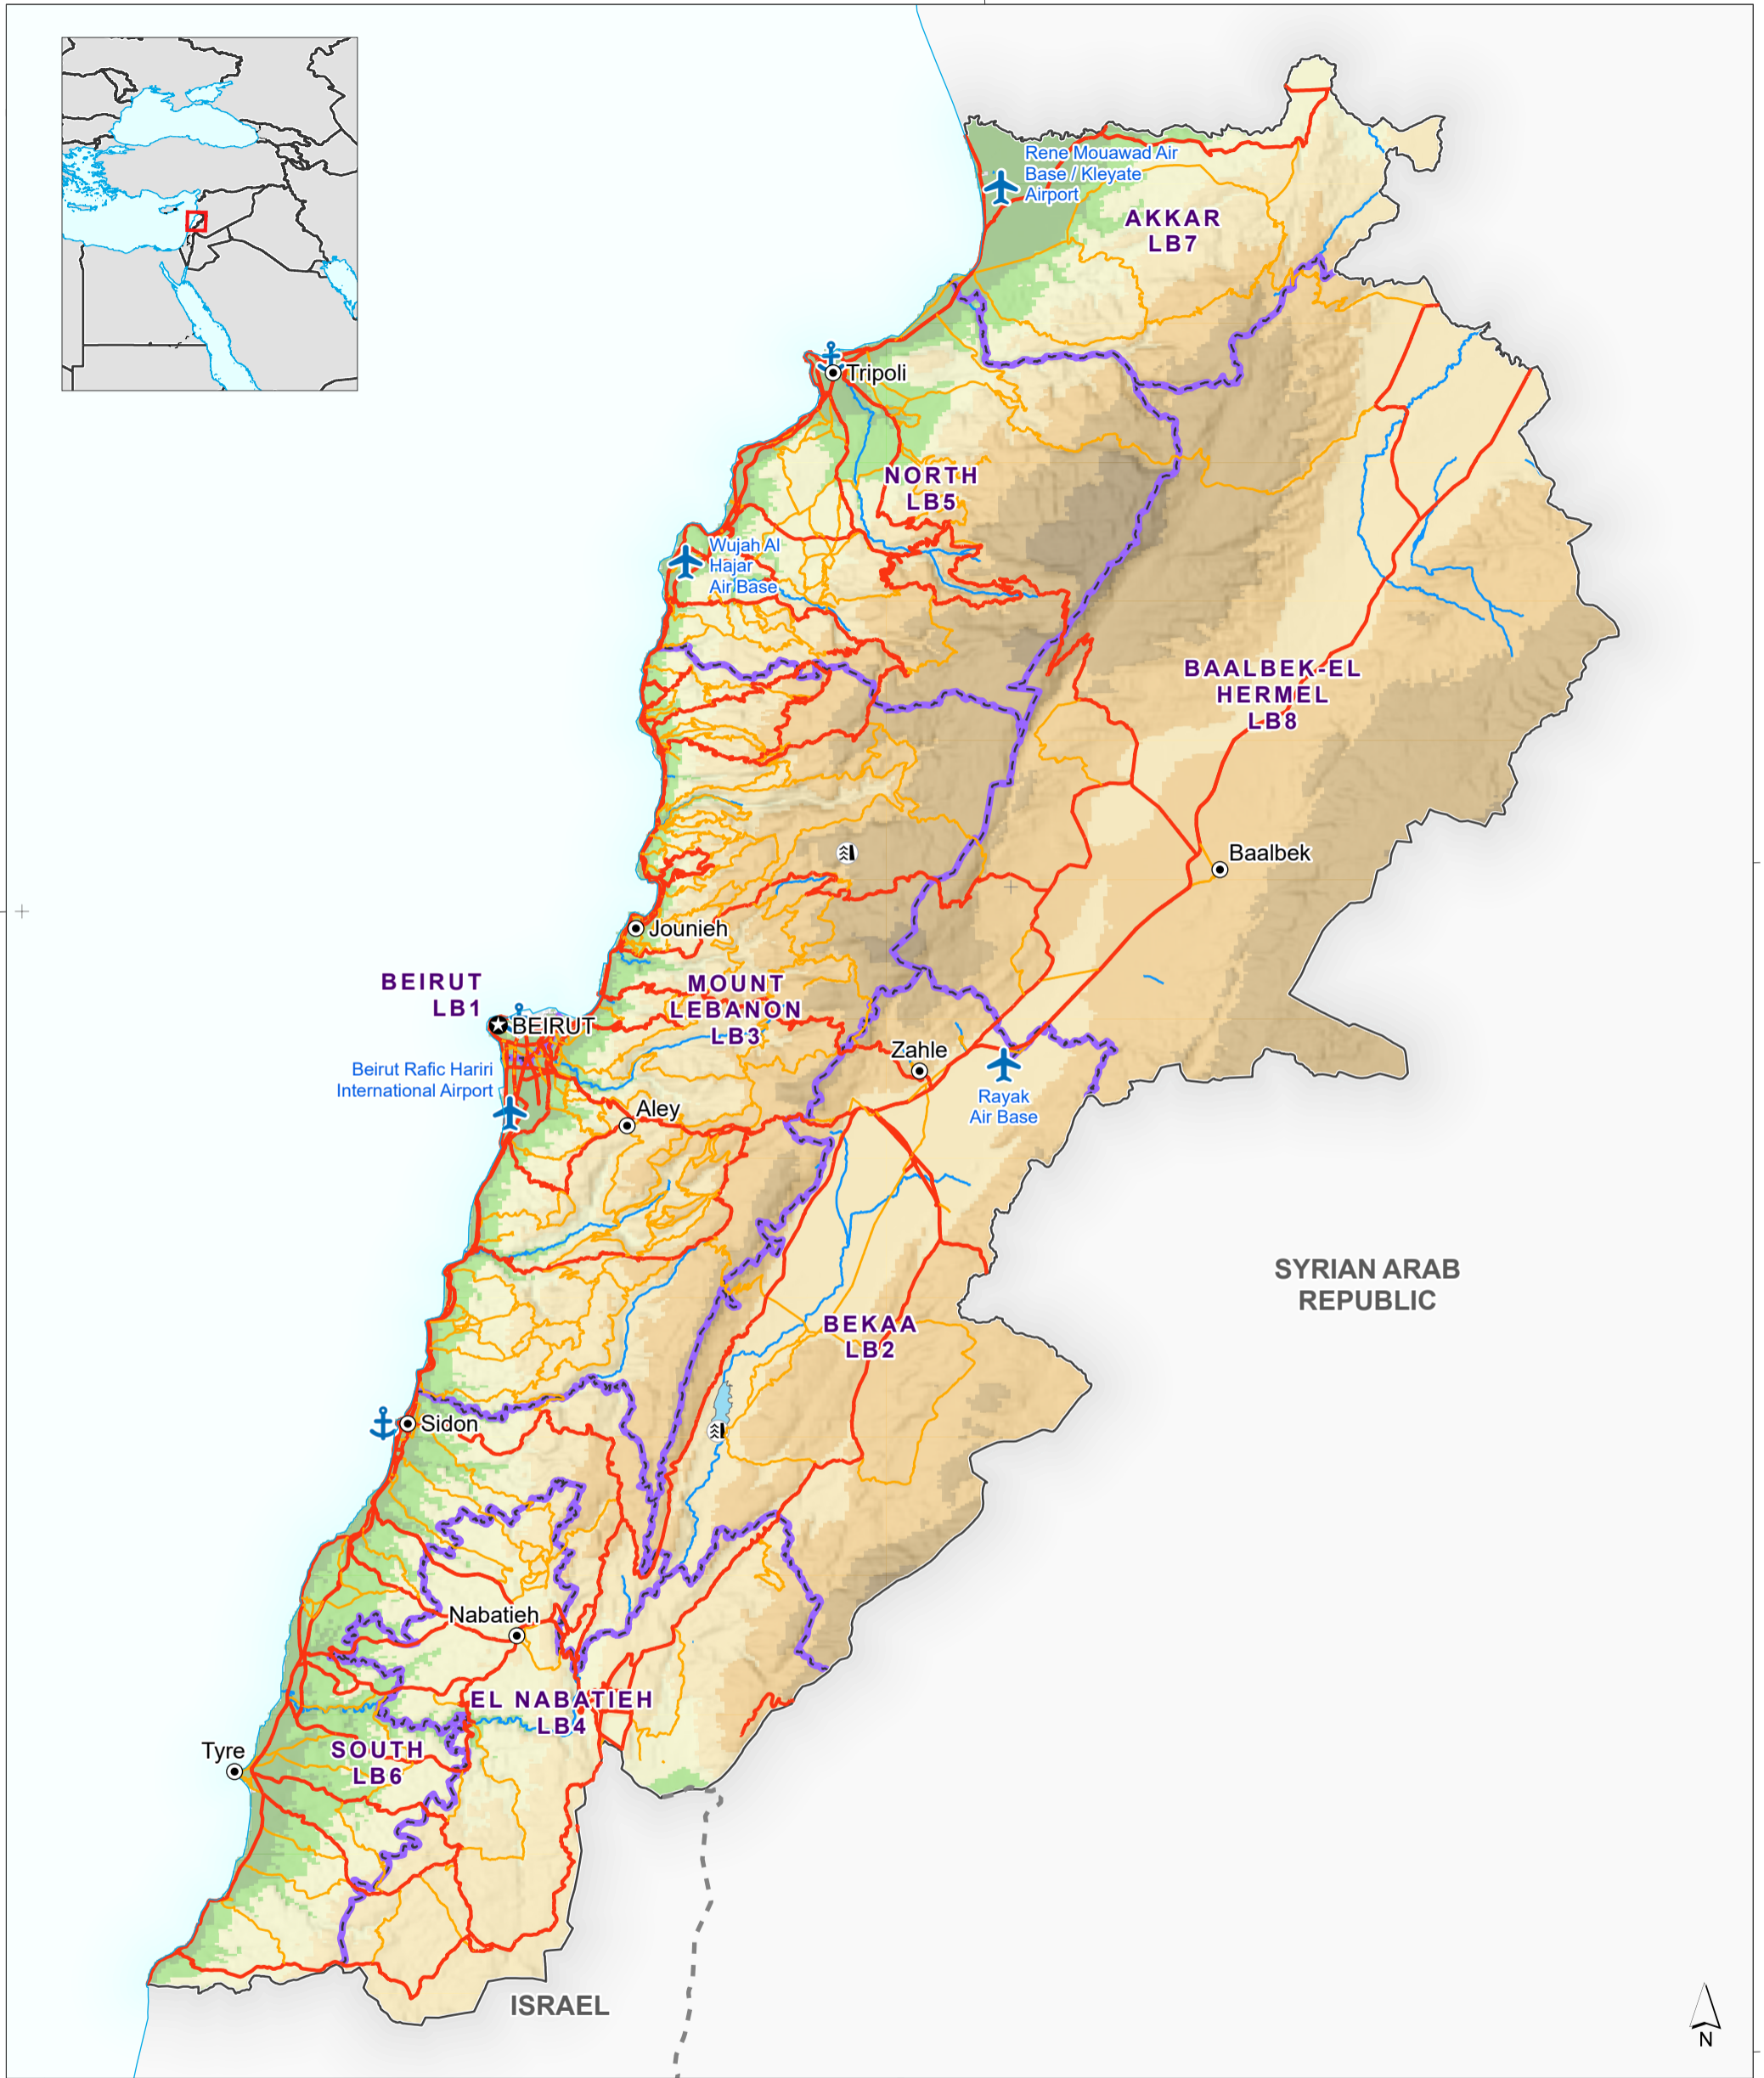 Rene Mouawad Air
Base / Kleyate
Airport
AKKAR
LB7
Tripoli
NORTH
LB5
Wujah Al
Hajar
Air Base
BAALBEK-EL
HERMEL
LB8
Baalbek
Jounieh
BEIRUT
LB1
MOUNT
LEBANON
LB3
BEIRUT
Zahle
Beirut Rafic Hariri
International Airport
Rayak
Air Base
Aley
SYRIAN ARAB
REPUBLIC
BEKAA
LB2
Sidon
Nabatieh
EL NABATIEH
LB4
SOUTH
LB6
Tyre
ISRAEL
N